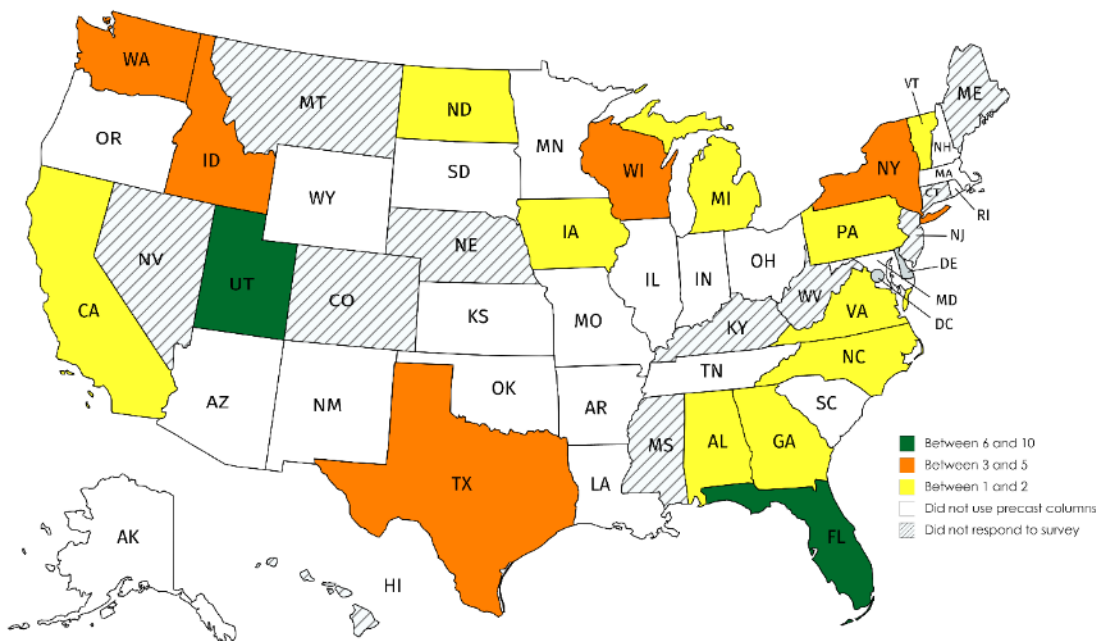 WA
MT
ND
MN
VT
ME
OR
ID
SD
WI
NY
NH
WY
MI
MA
CT
RI
NE
IA
PA
NJ
NV
UT
CO
IL
IN
OH
DE
CA
KS
MO
WV
VA
MD
KY
DC
NC
TN
AZ
NM
OK
AR
SC
MS
AL
GA
TX
LA
FL
AK
HI
Between 6 and 10
Between 3 and 5
Between 1 and 2
Did not use precast columns
Did not respond to survey